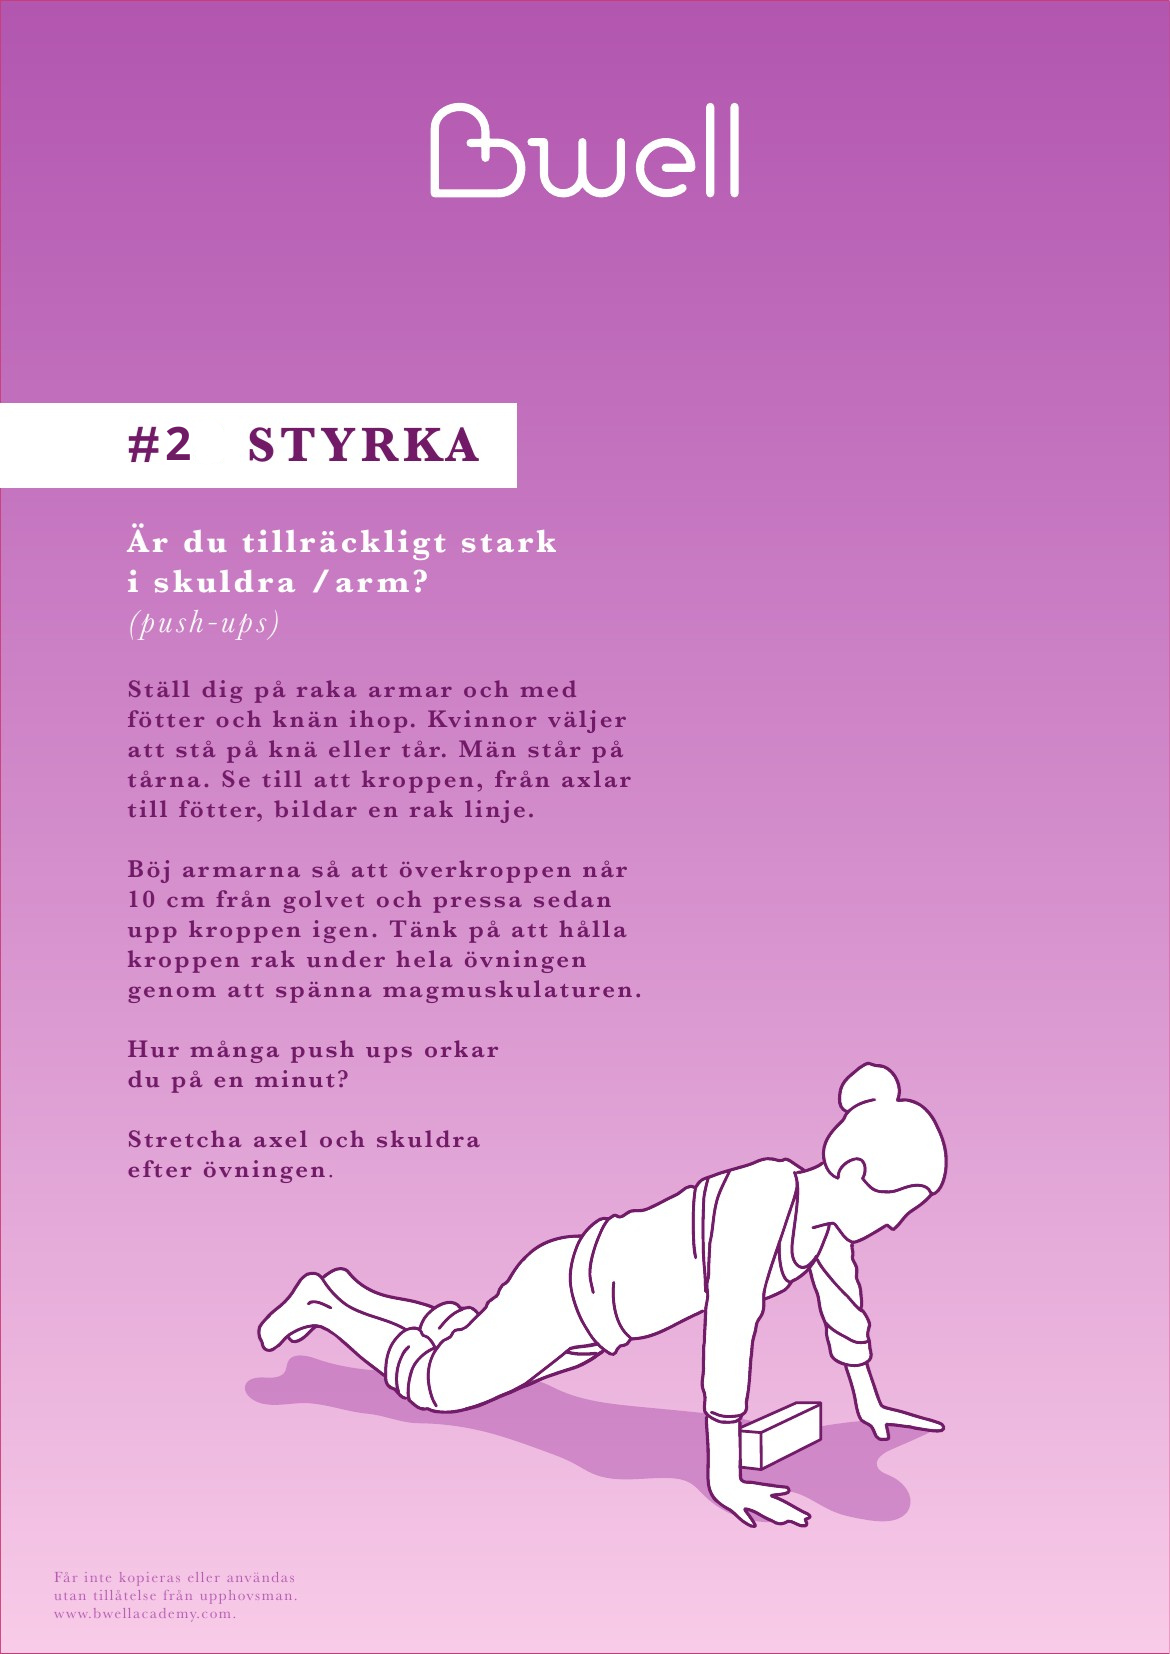 Bwell
#2 STYRKA
Är du tillräckligt stark
i skuldra /arm?
(push-ups)
Ställ dig på raka armar och med
fötter och knän ihop. Kvinnor väljer
att stå på knä eller tår. Män står på
tårna. Se till att kroppen, från axlar
till fötter, bildar en rak linje.
Böj armarna så att överkroppen når
10 cm från golvet och pressa sedan
upp kroppen igen. Tänk på att hålla
kroppen rak under hela övningen
genom att spänna magmuskulaturen.
Hur många push ups orkar
du på en minut?
Stretcha axel och skuldra
efter övningen.
Får inte kopieras eller användas
utan tillåtelse från upphovsman.
www.bwellacademy.com.